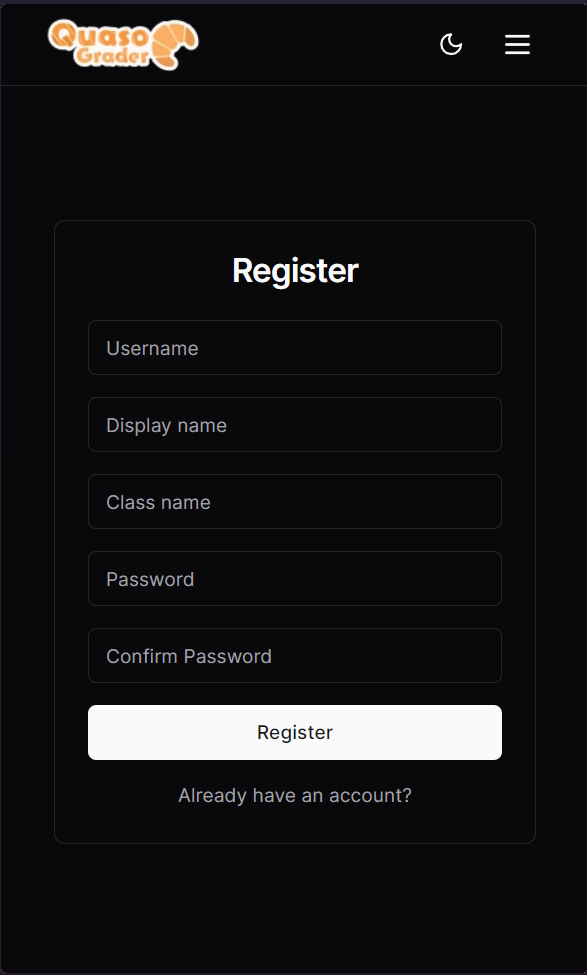 Quaso
Grader
Register
Username
Display name
Class name
Password
Confirm Password
Register
Already have an account?